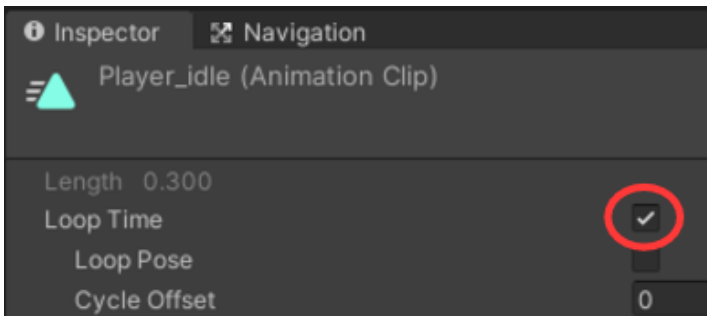 Inspector Navigation
Player_idle (Animation Clip)
Length 0.300
Loop Time
Loop Pose
Cycle Offset 0